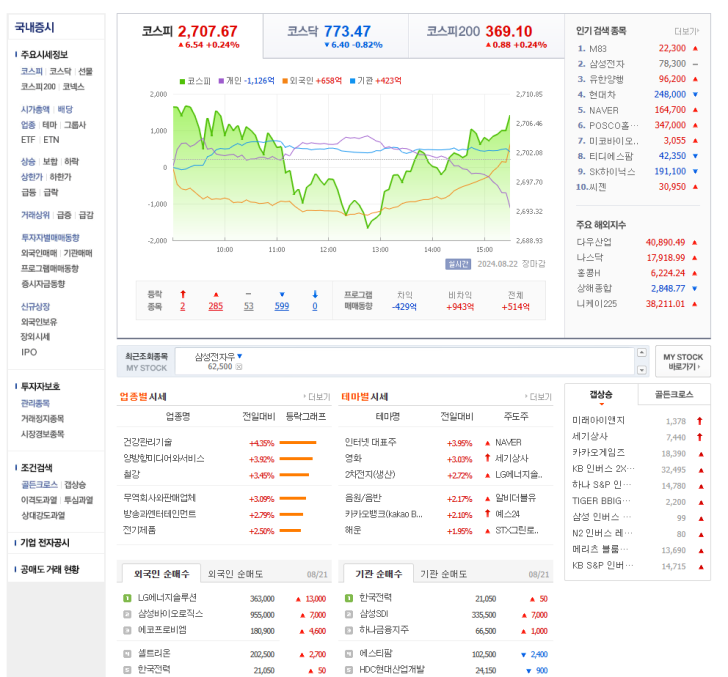 국내증시
주요시세정보
코스피 코스닥 선물
코스피200 코넥스
시가총액 배당
업종 테마 그룹사
ETF ETN
상승 보합 하락
상한가 하한가
급등 급락
거래상위 급증 급감
투자자별매매동향
외국인매매 기관매매
프로그램매매동향
증시자금동향
신규상장
외국인보유
장외시세
IPO
투자자보호
관리종목
거래정지종목
시장경보종목
조건검색
골든크로스 갭상승
이격도과열 투심과열
상대강도과열
기업 전자공시
공매도 거래 현황
코스피 2,707.67
▲6.54 +0.24%
코스닥 773.47
▼6.40 -0.82%
코스피200 369.10
▲0.88 +0.24%
코스피 개인 -1,126억 외국인 +658억 기관 +423억
2,000 2,710.85
1,000 2,706.46
0 2,702.08
-1,000 2,697.70
2,693.32
-2,000 2,688.93
10:00 11:00 12:00 13:00 14:00 15:00
실시간 2024.08.22 장마감
등락 ↑ ▲ － ▼ ↓
종목 2 285 53 599 0
프로그램 차익 비차익 전체
매매동향 -429억 +943억 +514억
인기 검색 종목 더보기
1. M83 22,300 ▲
2. 삼성전자 78,300 －
3. 유한양행 96,200 ▲
4. 현대차 248,000 ▼
5. NAVER 164,700 ▲
6. POSCO홀… 347,000 ▲
7. 미코바이오.. 3,055 ▲
8. 티디에스팜 42,350 ▼
9. SK하이닉스 191,100 ▼
10. 씨젠 30,950 ▲
주요 해외지수
다우산업 40,890.49 ▲
나스닥 17,918.99 ▲
홍콩H 6,224.24 ▲
상해종합 2,848.77 ▼
니케이225 38,211.01 ▲
최근조회종목
MY STOCK
삼성전자우 ▼
62,500
MY STOCK
바로가기
업종별 시세 더보기
업종명 전일대비 등락그래프
건강관리기술 +4.35%
양방향미디어와서비스 +3.92%
철강 +3.45%
무역회사와판매업체 +3.09%
방송과엔터테인먼트 +2.79%
전기제품 +2.50%
테마별 시세 더보기
테마명 전일대비 주도주
인터넷 대표주 +3.95% ▲ NAVER
영화 +3.03% ↑ 세기상사
2차전지(생산) +2.72% ▲ LG에너지솔..
음원/음반 +2.17% ▲ 알비더블유
카카오뱅크(kakao B... +2.10% ↑ 예스24
해운 +1.95% ▲ STX그린로..
갭상승 골든크로스
미래아이앤지 1,378 ↑
세기상사 7,440 ↑
카카오게임즈 18,390 ▲
KB 인버스 2X… 32,495 ▲
하나 S&P 인… 14,780 ▲
TIGER BBIG… 2,200 ▲
삼성 인버스 … 99 ▲
N2 인버스 레… 80 ▲
메리츠 블룸… 13,690 ▲
KB S&P 인버… 14,715 ▲
외국인 순매수 외국인 순매도 08/21
1 LG에너지솔루션 363,000 ▲ 13,000
2 삼성바이오로직스 955,000 ▲ 7,000
3 에코프로비엠 180,900 ▲ 4,600
4 셀트리온 202,500 ▲ 2,700
5 한국전력 21,050 ▲ 50
기관 순매수 기관 순매도 08/21
1 한국전력 21,050 ▲ 50
2 삼성SDI 335,500 ▲ 7,000
3 하나금융지주 66,500 ▲ 1,000
4 에스티팜 102,500 ▼ 2,400
5 HDC현대산업개발 24,150 ▼ 900